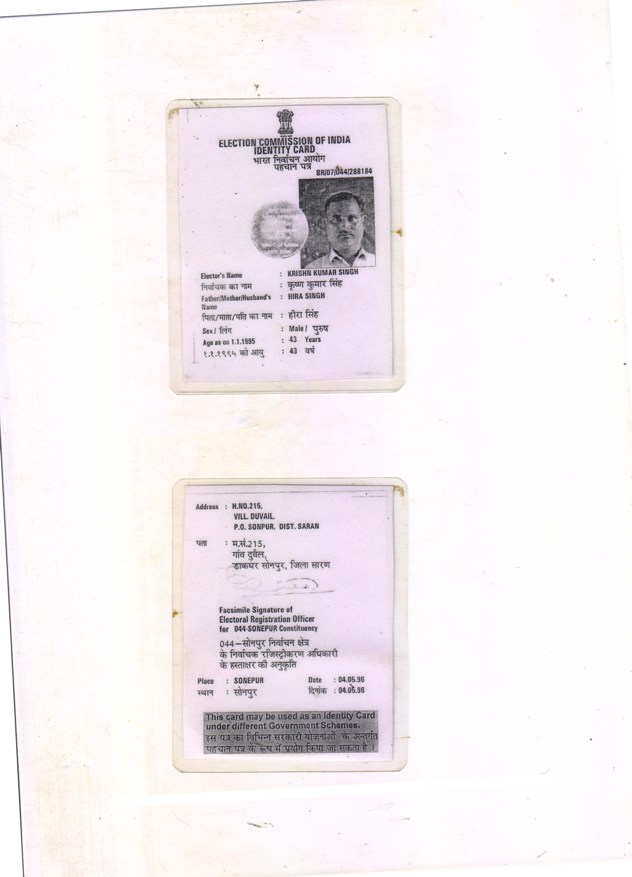 ELECTION COMMISSION OF INDIA
IDENTITY CARD
भारत निर्वाचन आयोग
पहचान पत्र
BR/07/044/288184
Elector's Name : KRISHN KUMAR SINGH
निर्वाचक का नाम : कृष्ण कुमार सिंह
Father/Mother/Husband's : HIRA SINGH
Name
पिता/माता/पति का नाम : हीरा सिंह
Sex / लिंग : Male / पुरुष
Age as on 1.1.1995 : 43 Years
१.१.१९९५ को आयु : 43 वर्ष
Address : H.NO.215,
VILL. DUVAIL,
P.O. SONPUR, DIST. SARAN
पता : म.सं.215,
गांव दुवैल,
डाकघर सोनपुर, जिला सारण
Facsimile Signature of
Electoral Registration Officer
for 044-SONEPUR Constituency
044–सोनपुर निर्वाचन क्षेत्र
के निर्वाचक रजिस्ट्रीकरण अधिकारी
के हस्ताक्षर की अनुकृति
Place : SONEPUR Date : 04.05.96
स्थान : सोनपुर दिनांक : 04.05.96
This card may be used as an Identity Card
under different Government Schemes.
इस पत्र का विभिन्न सरकारी योजनाओं के अन्तर्गत
पहचान पत्र के रूप में प्रयोग किया जा सकता है ।